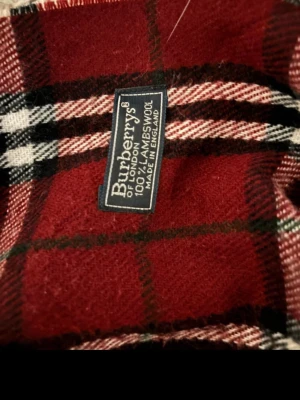 Burberrys®
OF LONDON
100% LAMBSWOOL
MADE IN ENGLAND